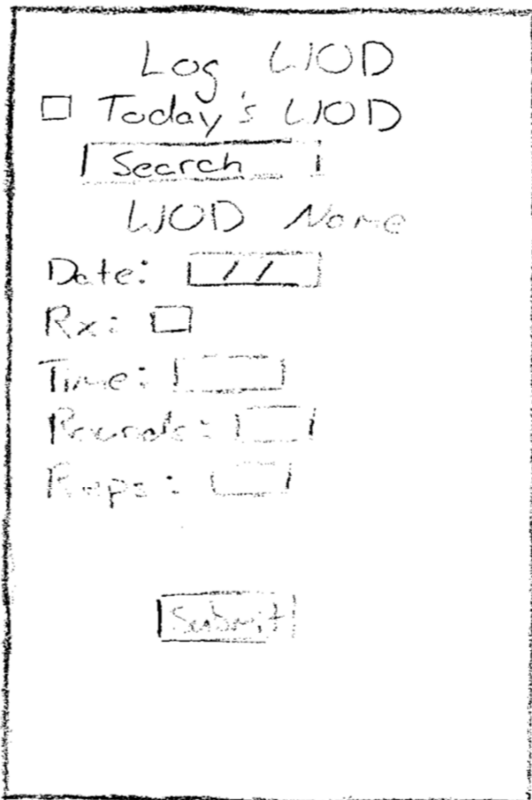 Log WOD
Today's WOD
Search
WOD Name
Date: / /
Rx:
Time:
Rounds:
Reps:
Submit